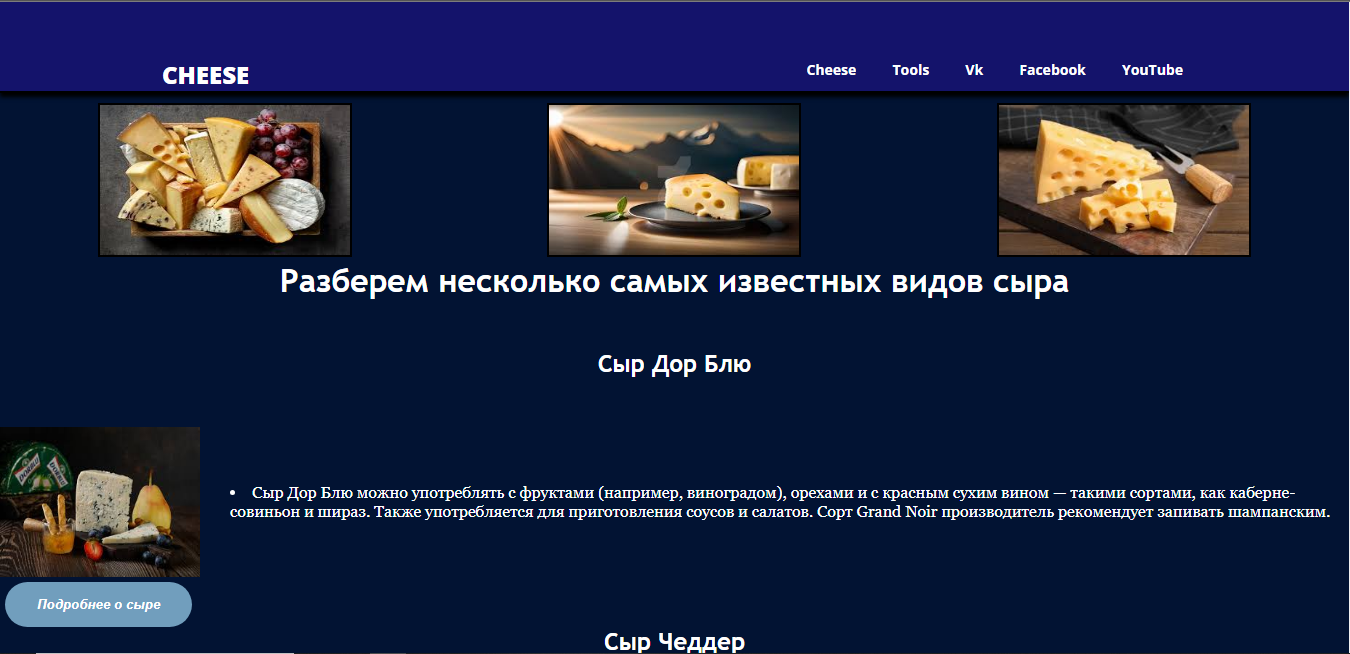 CHEESE
Cheese Tools Vk Facebook YouTube
Разберем несколько самых известных видов сыра
Сыр Дор Блю
• Сыр Дор Блю можно употреблять с фруктами (например, виноградом), орехами и с красным сухим вином — такими сортами, как каберне-
совиньон и шираз. Также употребляется для приготовления соусов и салатов. Сорт Grand Noir производитель рекомендует запивать шампанским.
Подробнее о сыре
Сыр Чеддер